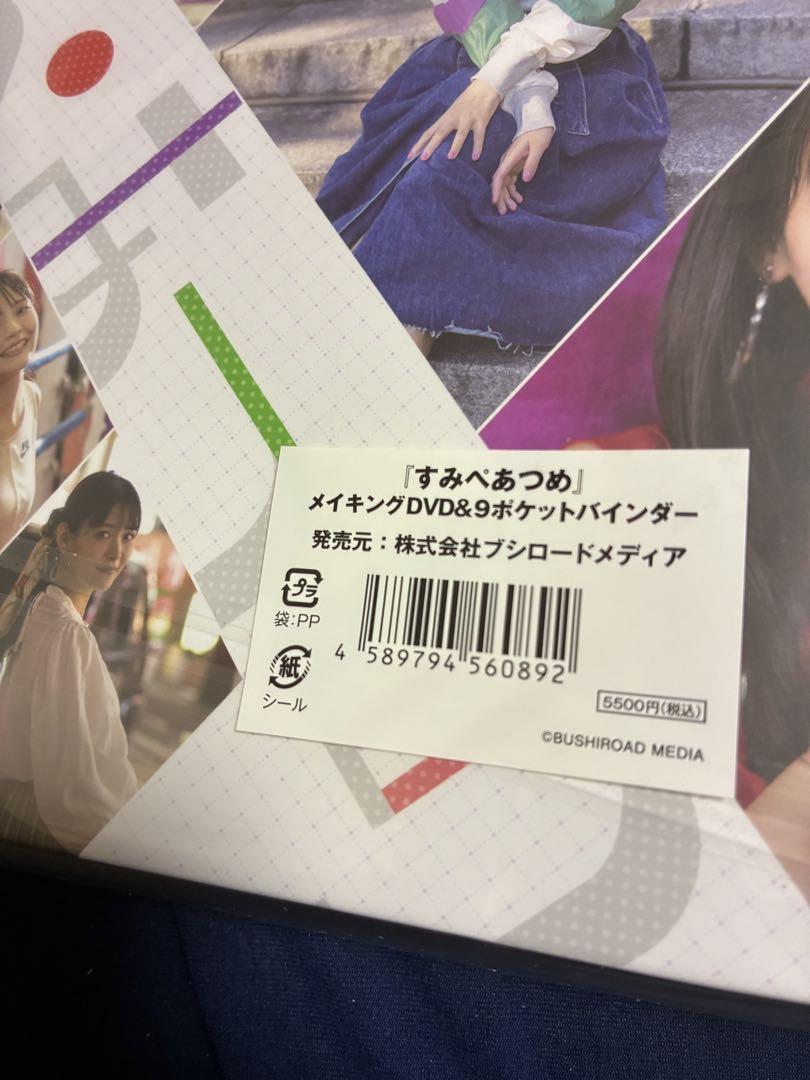 『すみぺあつめ』
メイキングDVD&9ポケットバインダー
発売元：株式会社ブシロードメディア
プラ
袋:PP
紙
シール
4 589794 560892
5500円(税込)
©BUSHIROAD MEDIA